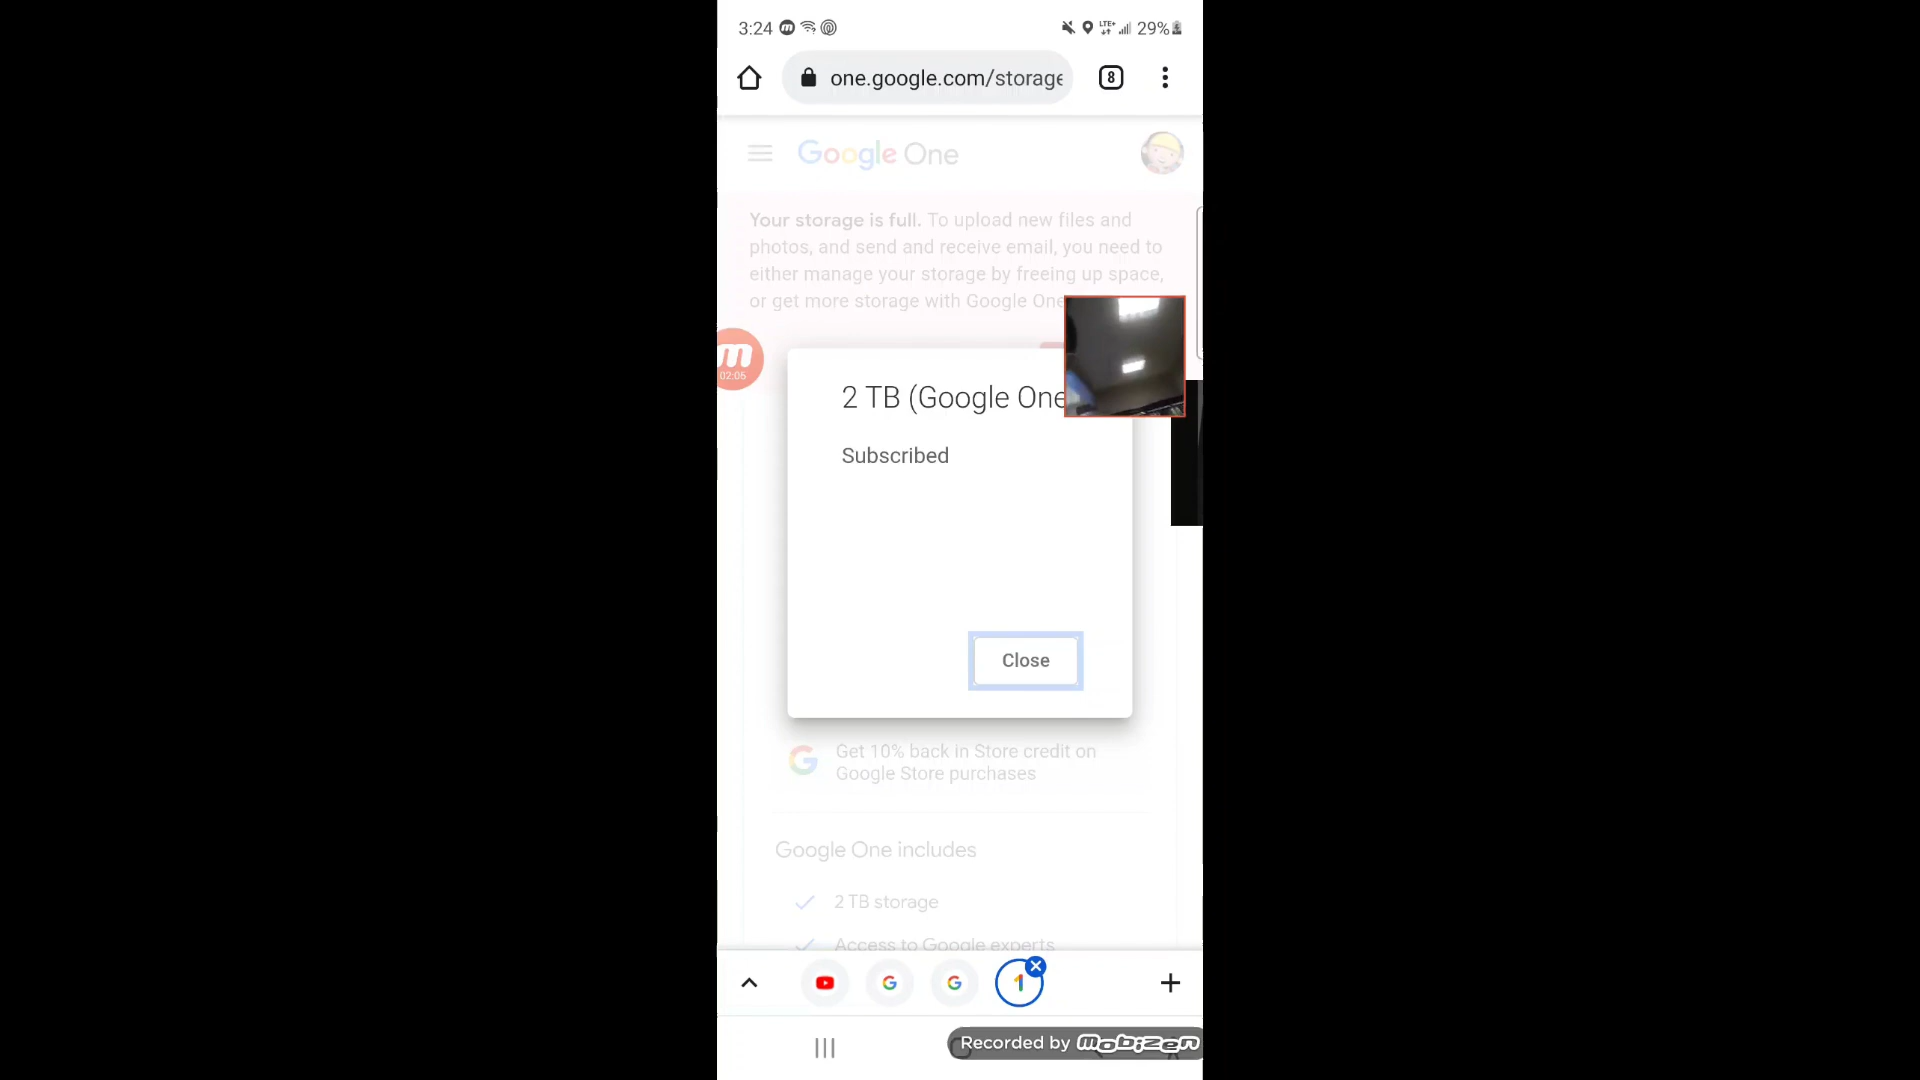 3:24
LTE+
29%
one.google.com/storage
8
Google One
Your storage is full. To upload new files and
photos, and send and receive email, you need to
either manage your storage by freeing up space,
or get more storage with Google One
m
02:05
2 TB (Google One
Subscribed
Close
Get 10% back in Store credit on
Google Store purchases
Google One includes
2 TB storage
Access to Google experts
Recorded by mobizen